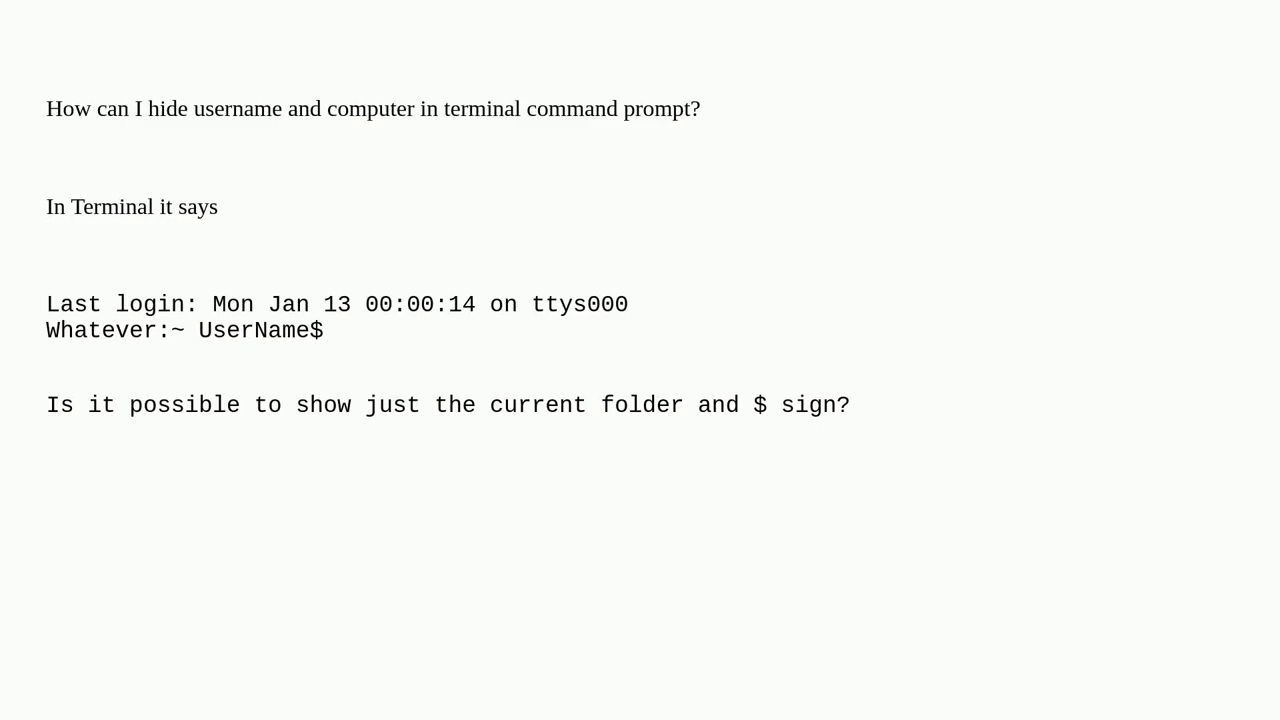 How can I hide username and computer in terminal command prompt?
In Terminal it says
Last login: Mon Jan 13 00:00:14 on ttys000
Whatever:~ UserName$
Is it possible to show just the current folder and $ sign?